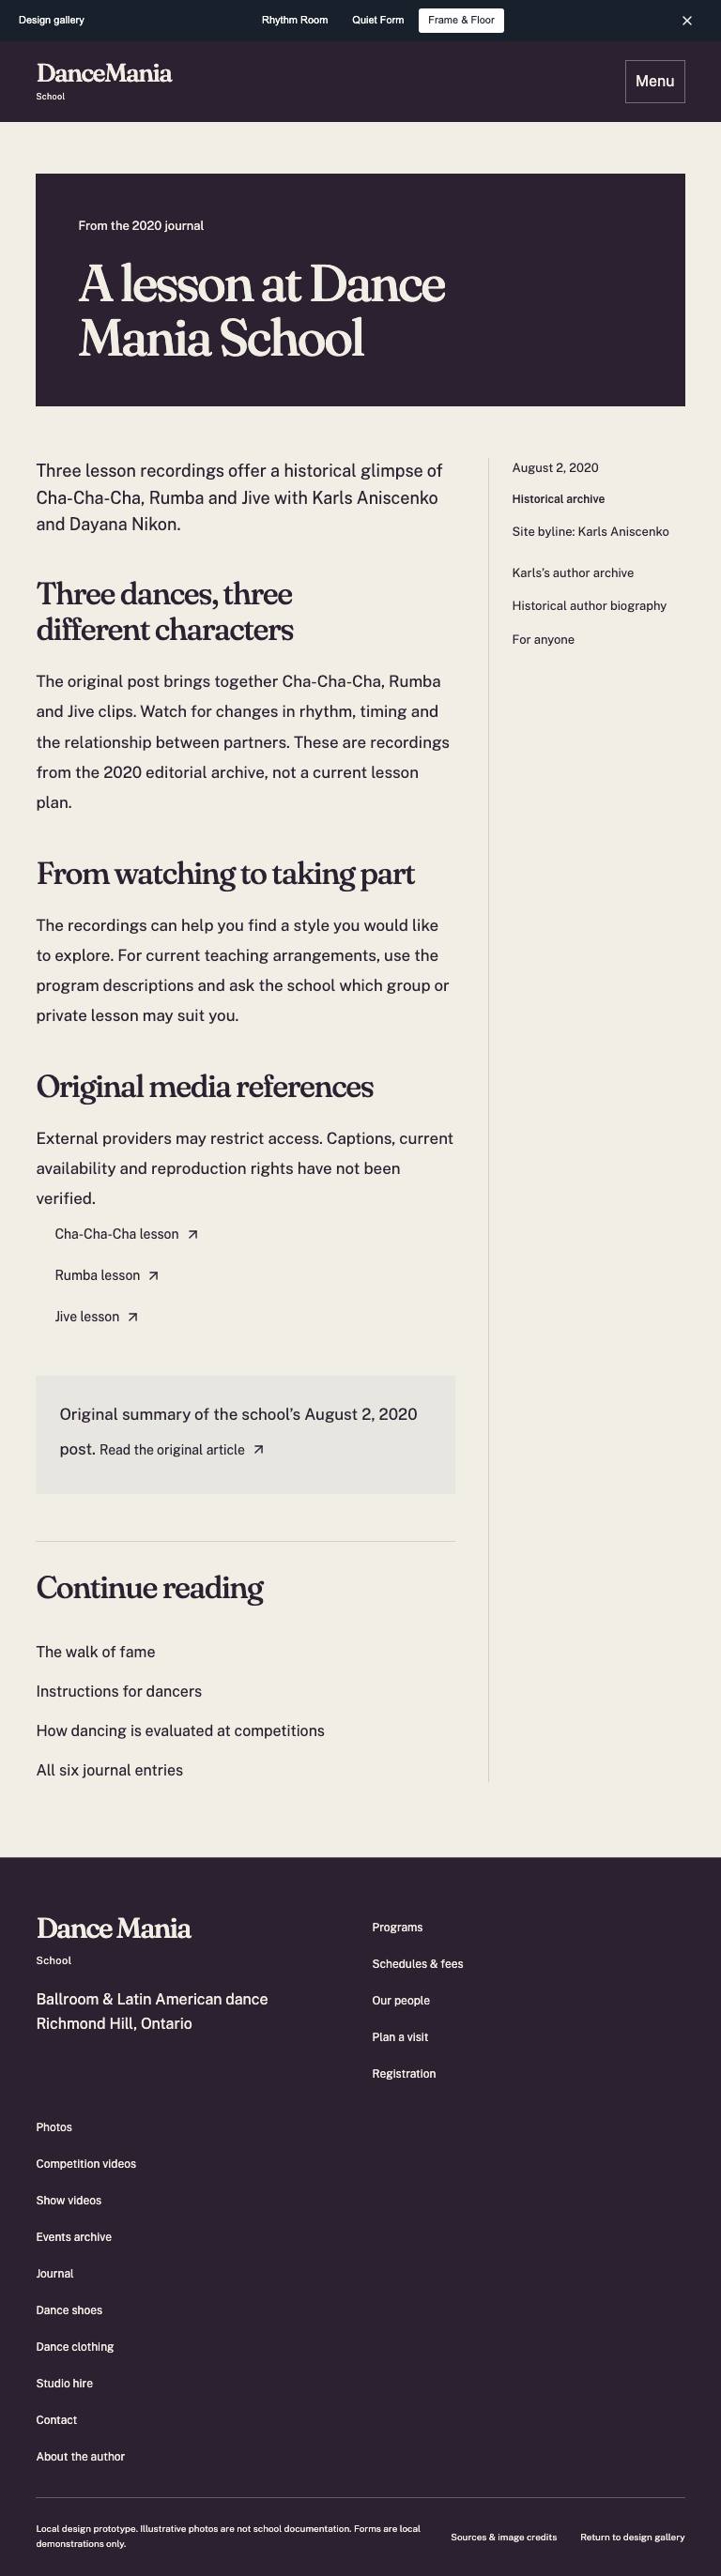 Design gallery
Rhythm Room
Quiet Form
Frame & Floor
DanceMania
School
Menu
From the 2020 journal
A lesson at Dance
Mania School
Three lesson recordings offer a historical glimpse of
Cha-Cha-Cha, Rumba and Jive with Karls Aniscenko
and Dayana Nikon.
Three dances, three
different characters
The original post brings together Cha-Cha-Cha, Rumba
and Jive clips. Watch for changes in rhythm, timing and
the relationship between partners. These are recordings
from the 2020 editorial archive, not a current lesson
plan.
From watching to taking part
The recordings can help you find a style you would like
to explore. For current teaching arrangements, use the
program descriptions and ask the school which group or
private lesson may suit you.
Original media references
External providers may restrict access. Captions, current
availability and reproduction rights have not been
verified.
Cha-Cha-Cha lesson
Rumba lesson
Jive lesson
Original summary of the school's August 2, 2020
post. Read the original article
Continue reading
The walk of fame
Instructions for dancers
How dancing is evaluated at competitions
All six journal entries
August 2, 2020
Historical archive
Site byline: Karls Aniscenko
Karls's author archive
Historical author biography
For anyone
Dance Mania
School
Ballroom & Latin American dance
Richmond Hill, Ontario
Programs
Schedules & fees
Our people
Plan a visit
Registration
Photos
Competition videos
Show videos
Events archive
Journal
Dance shoes
Dance clothing
Studio hire
Contact
About the author
Local design prototype. Illustrative photos are not school documentation. Forms are local
demonstrations only.
Sources & image credits
Return to design gallery